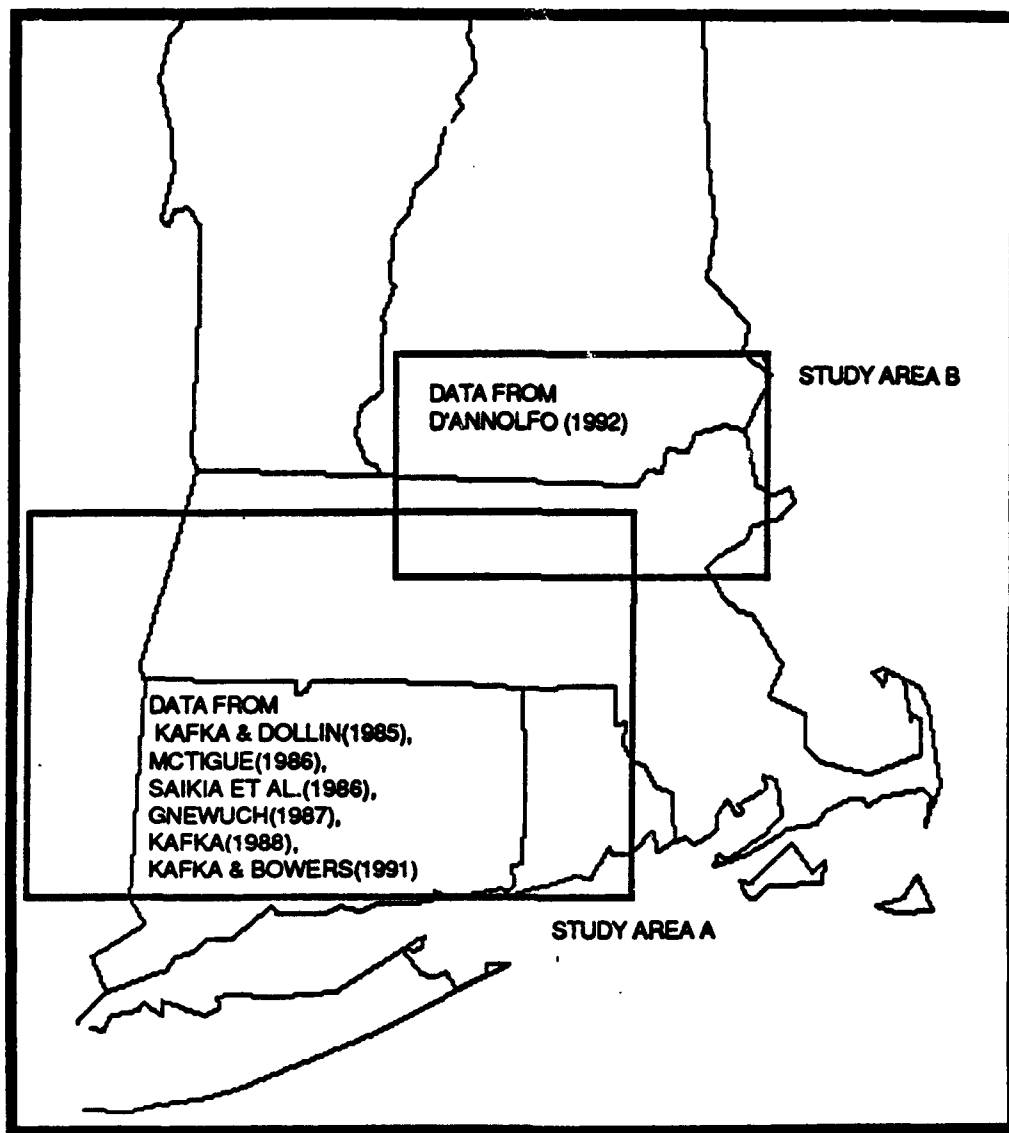 STUDY AREA B
DATA FROM
D'ANNOLFO (1992)
DATA FROM
KAFKA & DOLLIN(1985),
MCTIGUE(1986),
SAIKIA ET AL.(1986),
GNEWUCH(1987),
KAFKA(1988),
KAFKA & BOWERS(1991)
STUDY AREA A